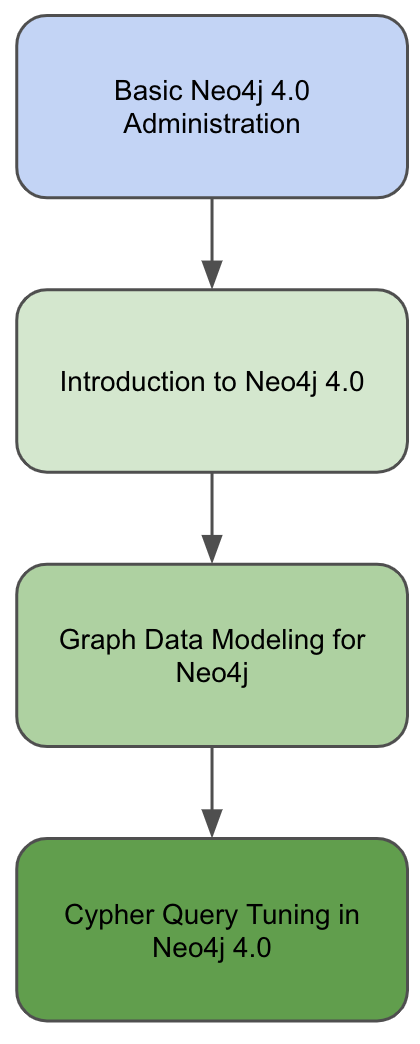 Basic Neo4j 4.0
Administration
Introduction to Neo4j 4.0
Graph Data Modeling for
Neo4j
Cypher Query Tuning in
Neo4j 4.0